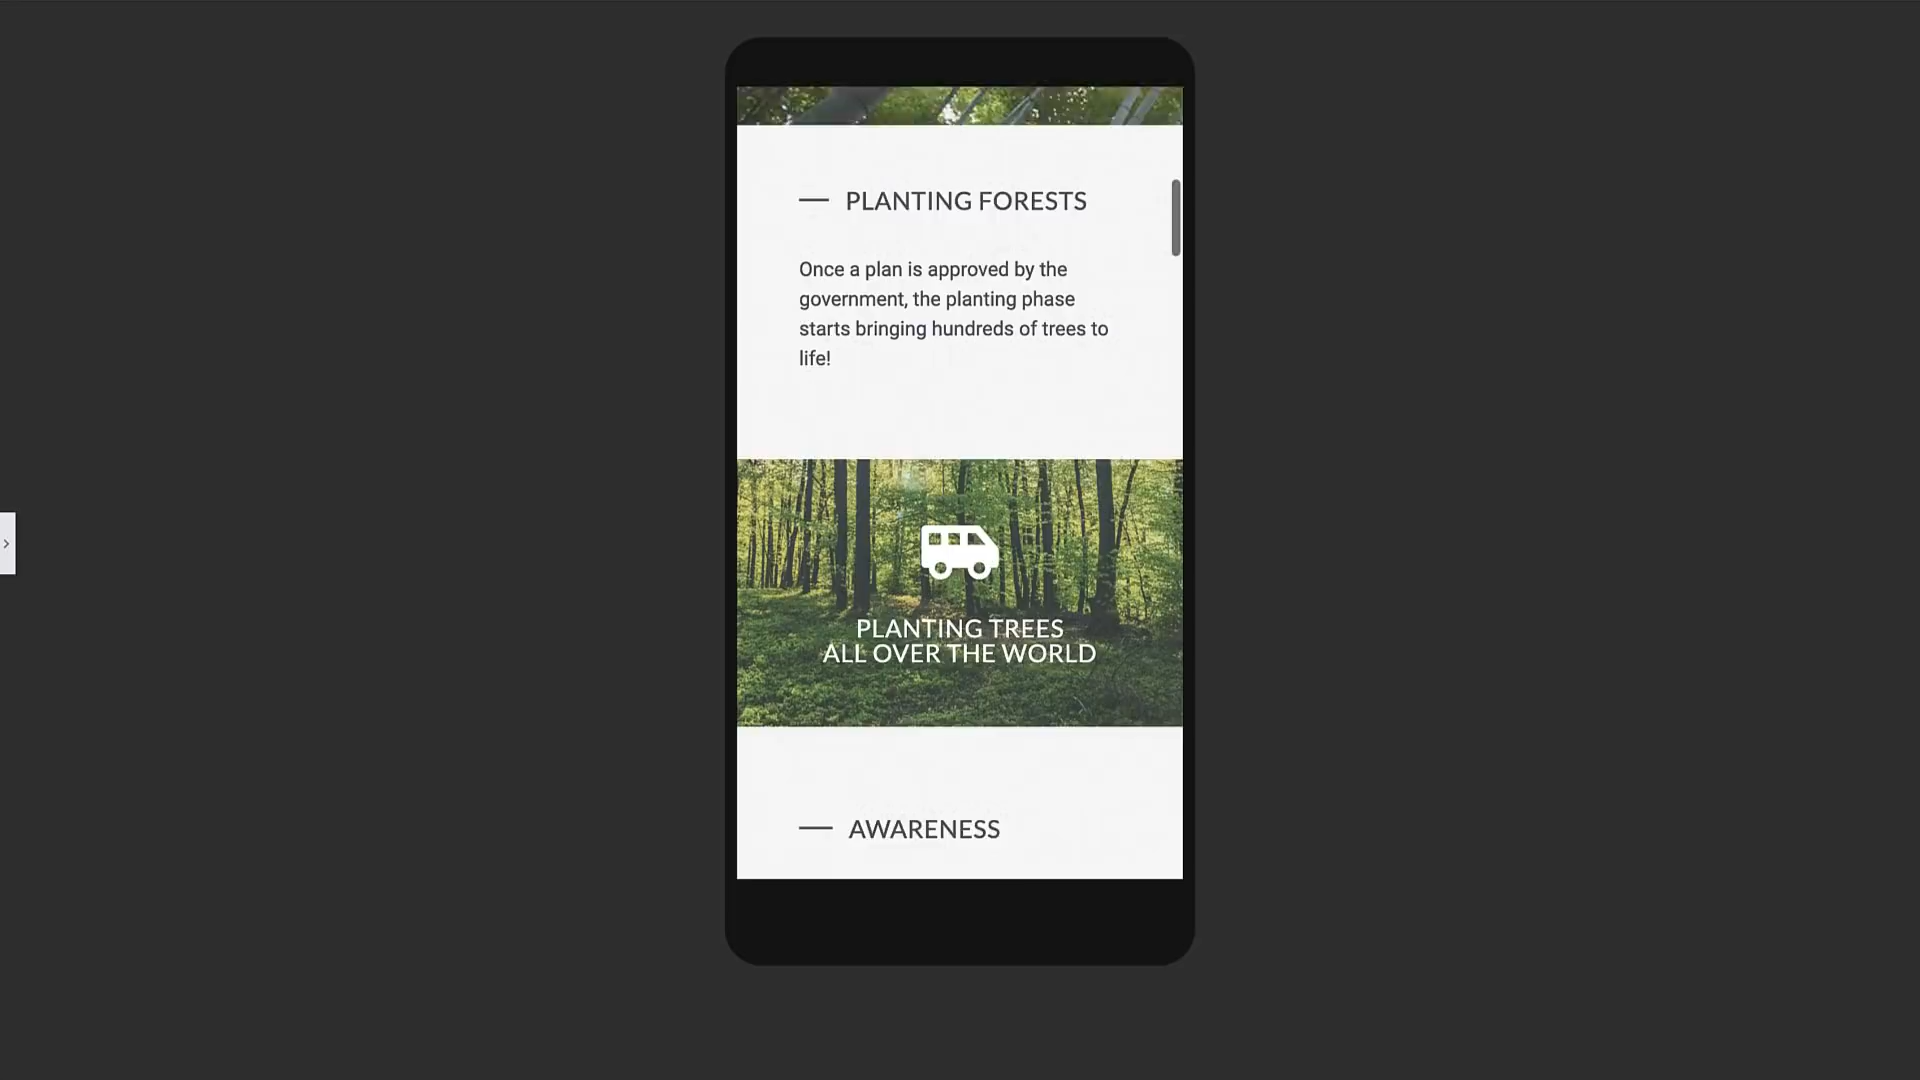 PLANTING FORESTS
Once a plan is approved by the
government, the planting phase
starts bringing hundreds of trees to
life!
PLANTING TREES
ALL OVER THE WORLD
AWARENESS